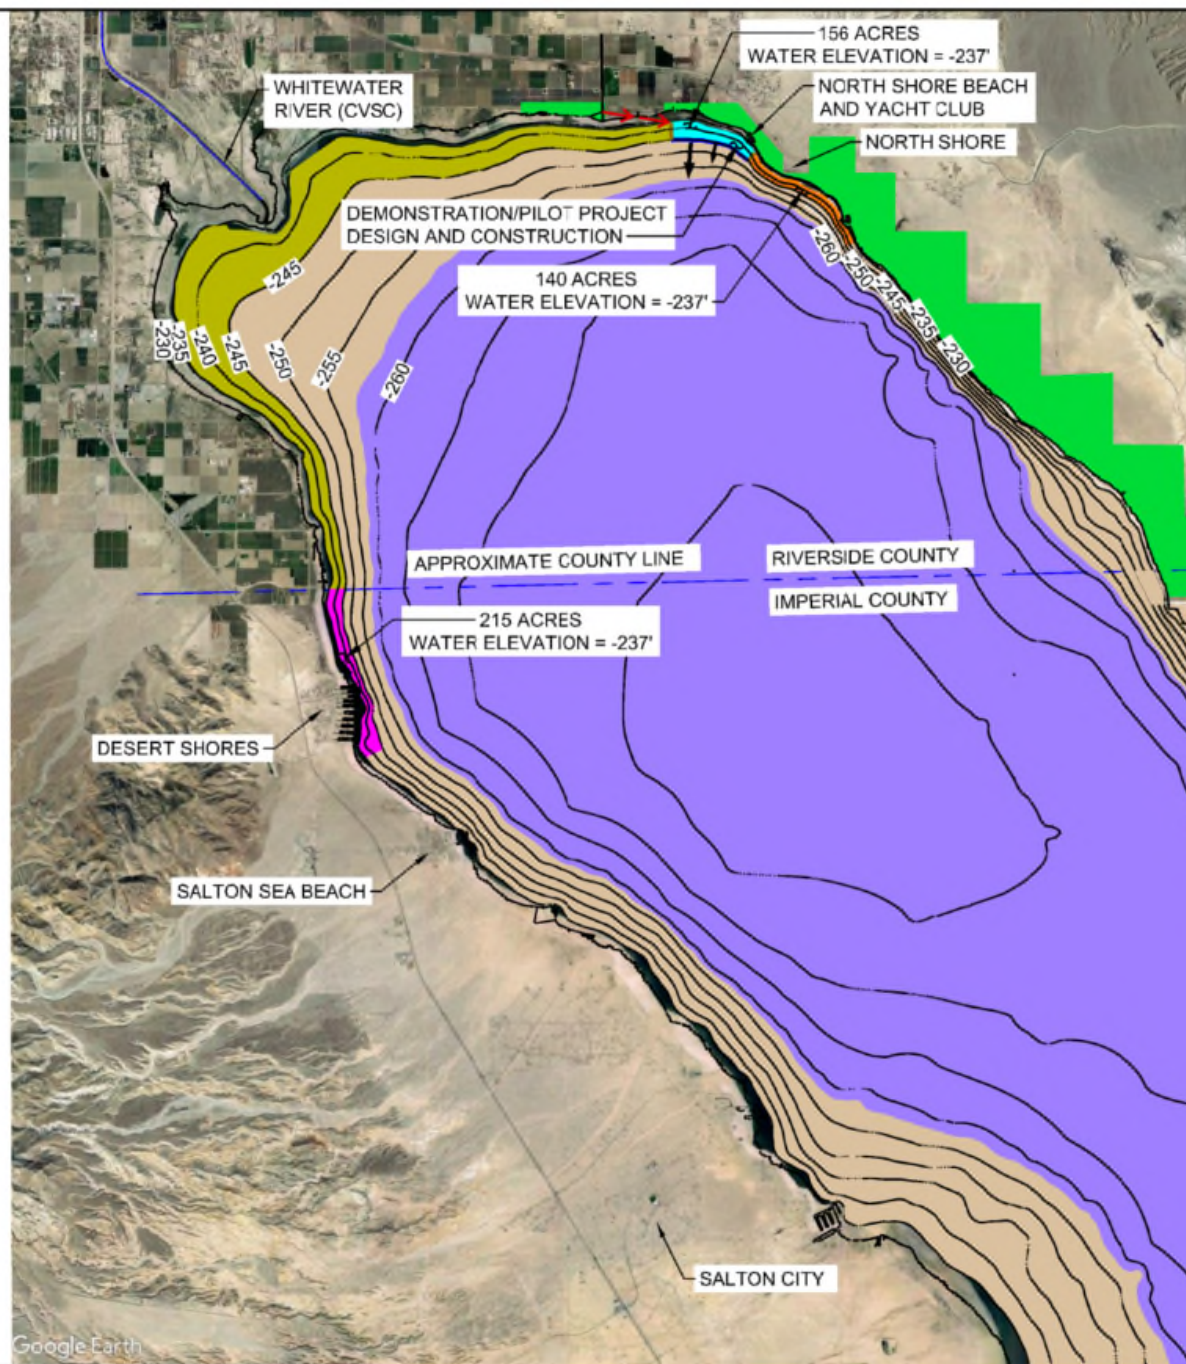 156 ACRES
WATER ELEVATION = -237'
WHITEWATER
RIVER (CVSC)
NORTH SHORE BEACH
AND YACHT CLUB
NORTH SHORE
DEMONSTRATION/PILOT PROJECT
DESIGN AND CONSTRUCTION
140 ACRES
WATER ELEVATION = -237'
-260
-250
-245
-235
-230
-245
-230
-235
-240
-245
-250
-255
-260
APPROXIMATE COUNTY LINE
RIVERSIDE COUNTY
IMPERIAL COUNTY
215 ACRES
WATER ELEVATION = -237'
DESERT SHORES
SALTON SEA BEACH
SALTON CITY
Google Earth